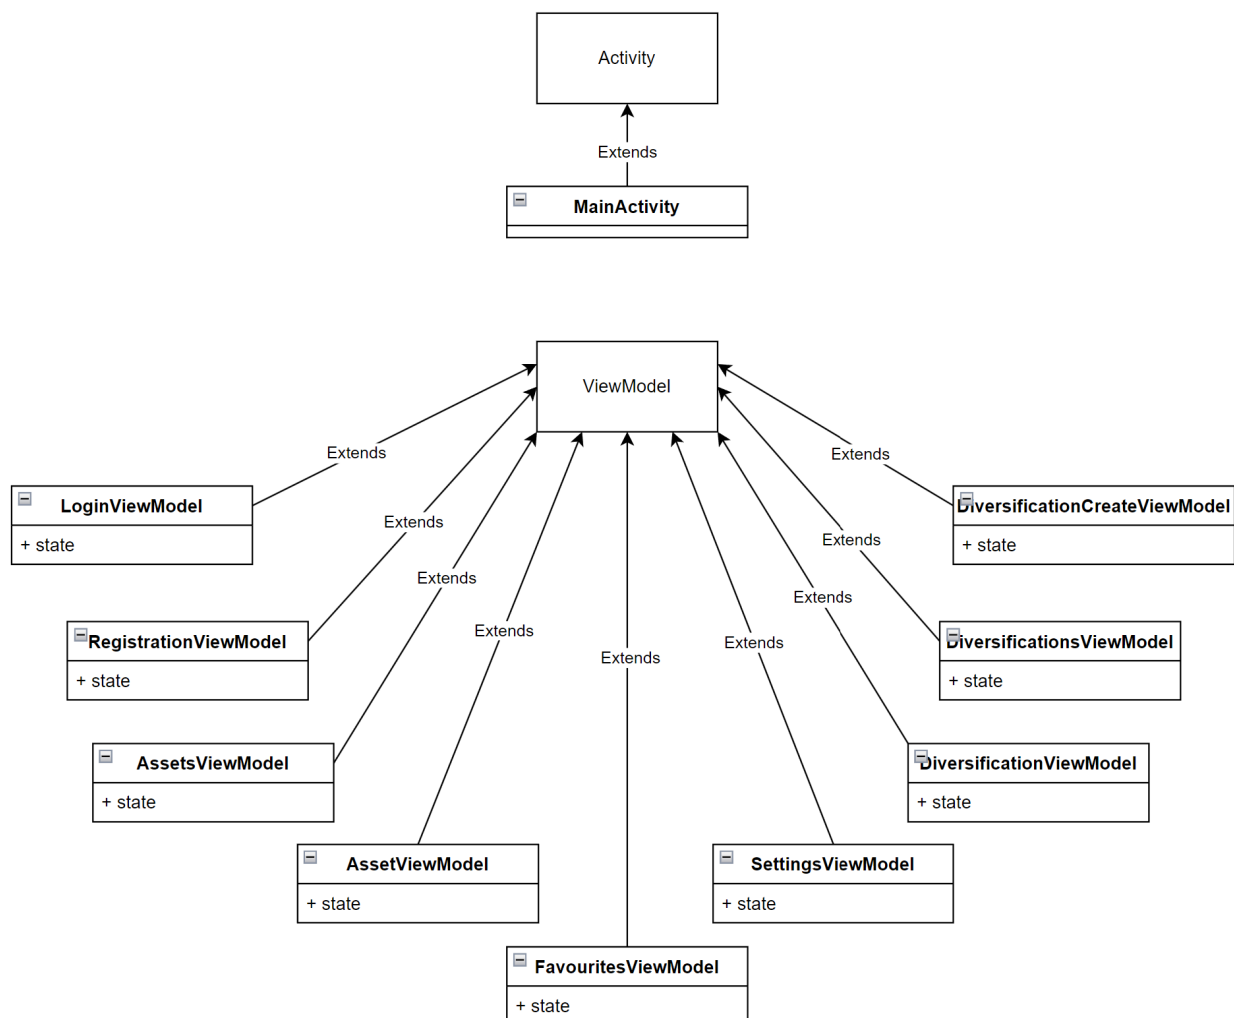 Activity
Extends
MainActivity
ViewModel
Extends
Extends
LoginViewModel
+ state
DiversificationCreateViewModel
+ state
Extends
Extends
Extends
Extends
RegistrationViewModel
+ state
Extends
Extends
Extends
DiversificationsViewModel
+ state
AssetsViewModel
+ state
DiversificationViewModel
+ state
AssetViewModel
+ state
SettingsViewModel
+ state
FavouritesViewModel
+ state